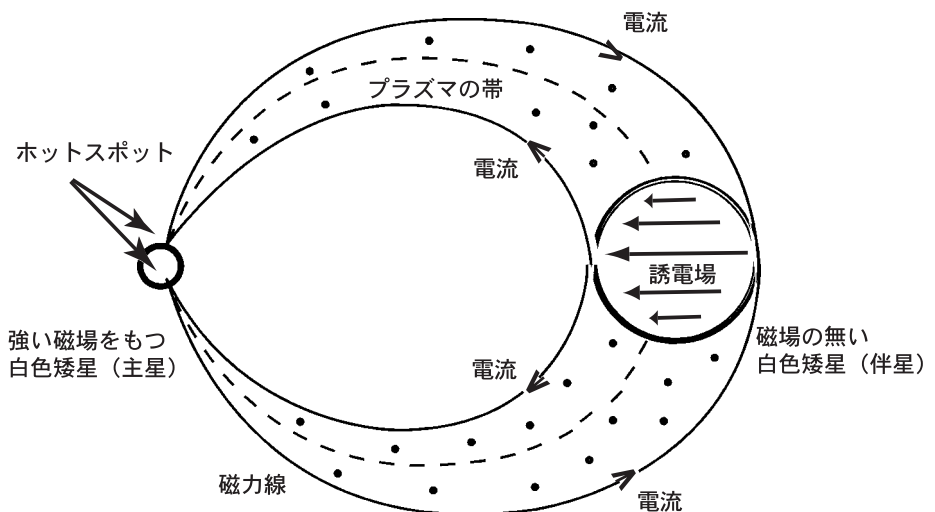 電流
プラズマの帯
ホットスポット
電流
誘電場
強い磁場をもつ
白色矮星（主星）
磁場の無い
白色矮星（伴星）
電流
磁力線
電流